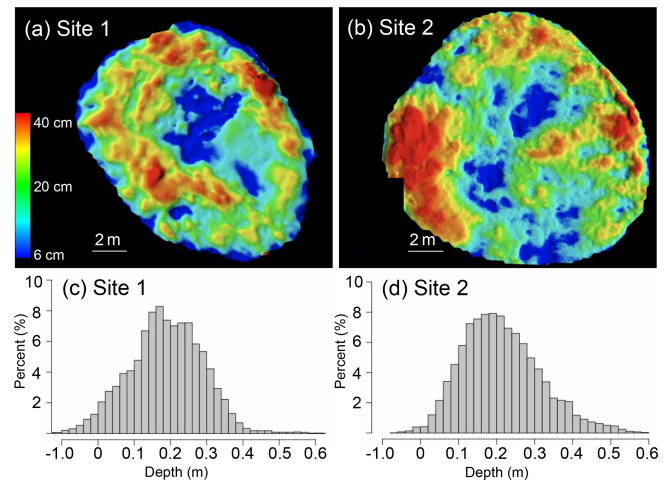 (a) Site 1
(b) Site 2
40 cm
20 cm
6 cm
2 m
2 m
(c) Site 1
(d) Site 2
Percent (%)
10
8
6
4
2
-1.0 0 0.1 0.2 0.3 0.4 0.5 0.6
Depth (m)
Percent (%)
10
8
6
4
2
-1.0 0 0.1 0.2 0.3 0.4 0.5 0.6
Depth (m)